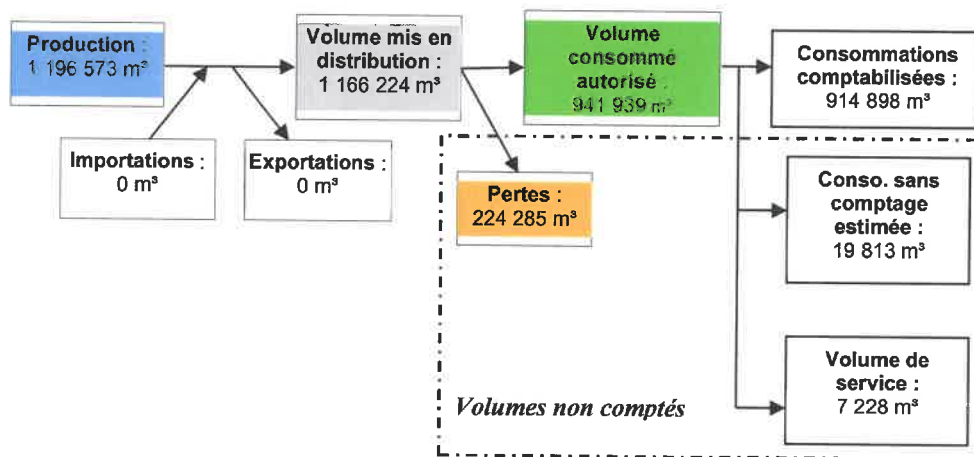 Production :
1 196 573 m³
Volume mis en
distribution :
1 166 224 m³
Volume
consommé
autorisé :
941 939 m³
Consommations
comptabilisées :
914 898 m³
Importations :
0 m³
Exportations :
0 m³
Pertes :
224 285 m³
Conso. sans
comptage
estimée :
19 813 m³
Volume de
service :
7 228 m³
Volumes non comptés